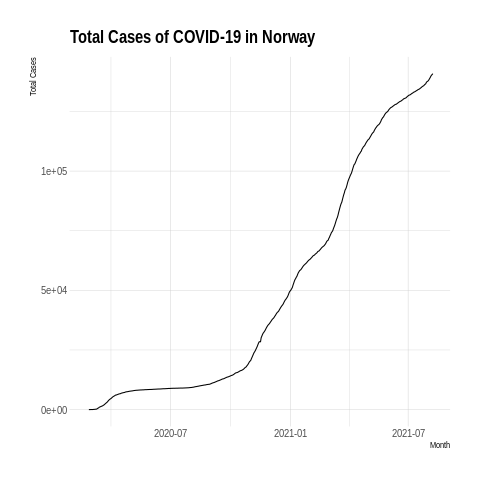 Total Cases of COVID-19 in Norway
Total Cases
1e+05
5e+04
0e+00
2020-07 2021-01 2021-07
Month